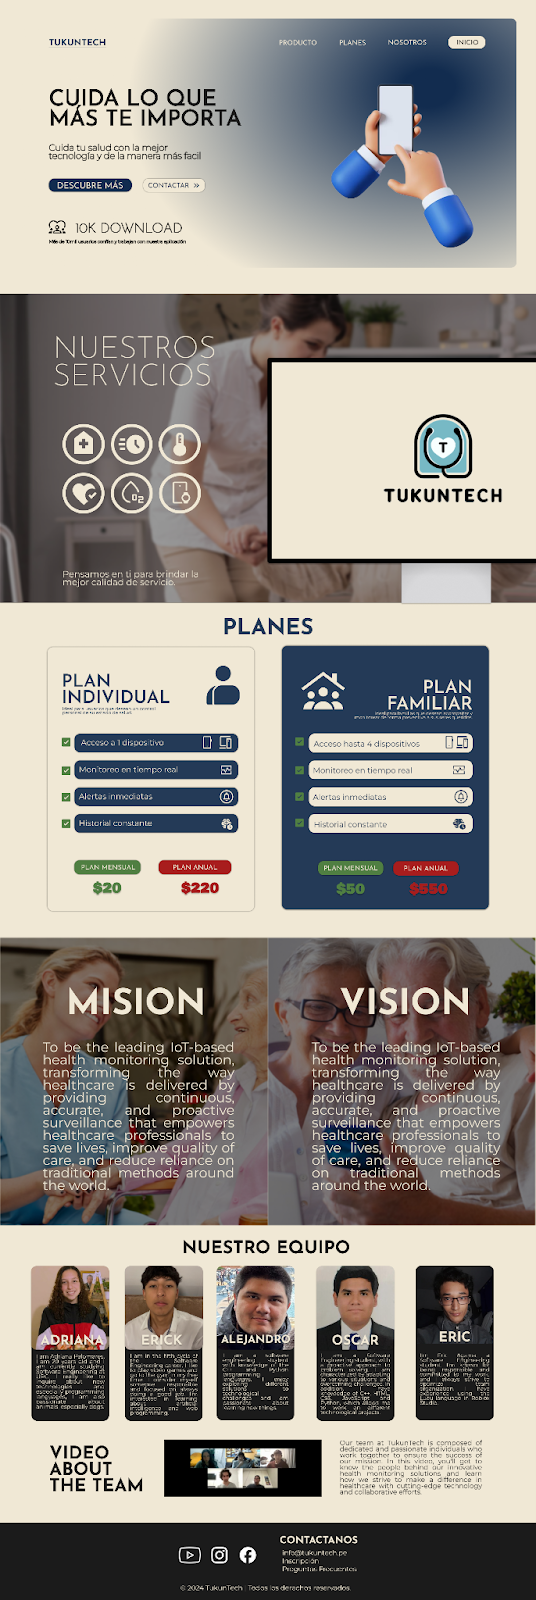 TUKUNTECH
PRODUCTO
PLANES
NOSOTROS
INICIO
CUIDA LO QUE
MÁS TE IMPORTA
Cuida tu salud con la mejor
tecnología y de la manera más facil
DESCUBRE MÁS
CONTACTAR »
10K DOWNLOAD
Más de 10mil usuarios confían y trabajan con nuestra aplicación
NUESTROS
SERVICIOS
O2
T
TUKUNTECH
Pensamos en ti para brindar la
mejor calidad de servicio.
PLANES
PLAN
INDIVIDUAL
Acceso a 1 dispositivo
Monitoreo en tiempo real
Alertas inmediatas
Historial constante
PLAN MENSUAL
PLAN ANUAL
$20
$220
PLAN
FAMILIAR
Acceso hasta 4 dispositivos
Monitoreo en tiempo real
Alertas inmediatas
Historial constante
PLAN MENSUAL
PLAN ANUAL
$50
$550
MISION
To be the leading IoT-based
health monitoring solution,
transforming the way
healthcare is delivered by
providing continuous,
accurate, and proactive
surveillance that empowers
healthcare professionals to
save lives, improve quality of
care, and reduce reliance on
traditional methods around
the world.
VISION
To be the leading IoT-based
health monitoring solution,
transforming the way
healthcare is delivered by
providing continuous,
accurate, and proactive
surveillance that empowers
healthcare professionals to
save lives, improve quality
of care, and reduce reliance
on traditional methods
around the world.
NUESTRO EQUIPO
ADRIANA
ERICK
ALEJANDRO
OSCAR
ERIC
VIDEO
ABOUT
THE TEAM
Our team at TukunTech is composed of
dedicated and passionate individuals who
work together to ensure the success of
our mission. In this video, you'll get to
know the people behind our innovative
health monitoring solutions and learn
how we strive to make a difference in
healthcare with cutting-edge technology
and collaborative efforts.
CONTACTANOS
info@tukuntech.pe
Inscripción
Preguntas Frecuentes
© 2024 TukunTech | Todos los derechos reservados.